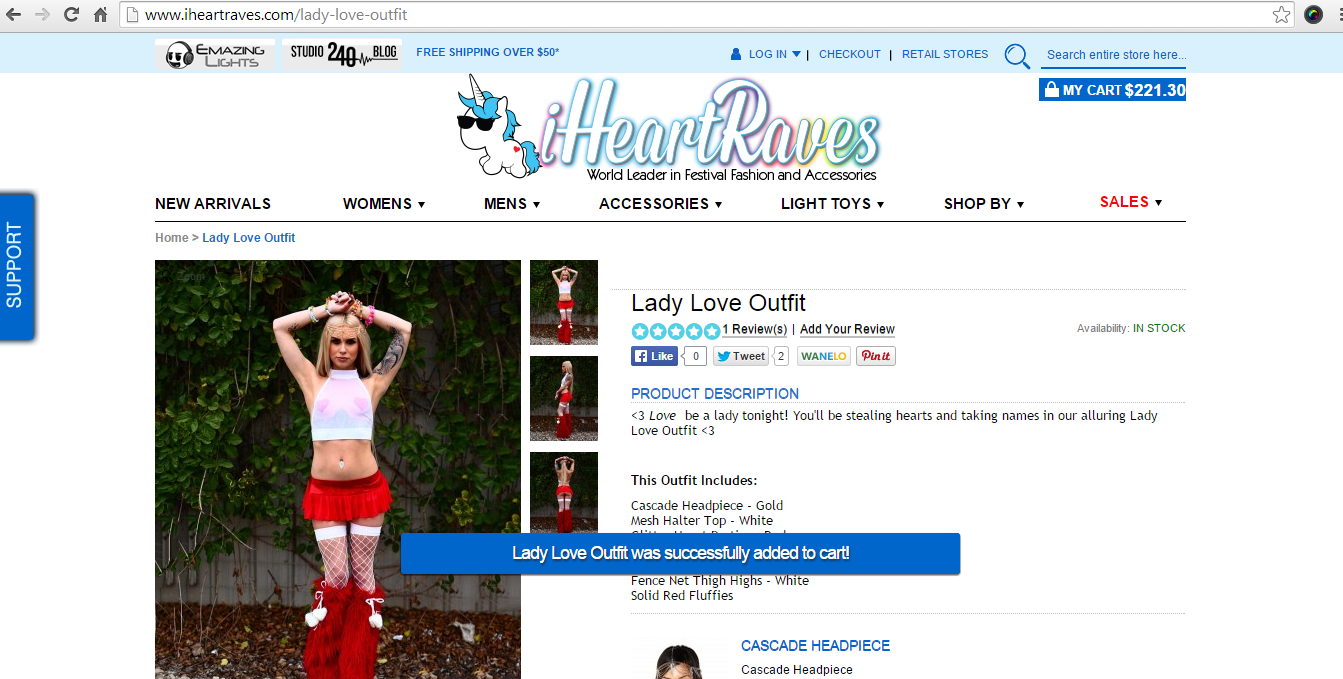 www.iheartraves.com/lady-love-outfit
EMAZING LIGHTS
STUDIO 240 BLOG
FREE SHIPPING OVER $50*
LOG IN ▼ | CHECKOUT | RETAIL STORES
Search entire store here...
MY CART $221.30
iHeartRaves
World Leader in Festival Fashion and Accessories
NEW ARRIVALS WOMENS ▼ MENS ▼ ACCESSORIES ▼ LIGHT TOYS ▼ SHOP BY ▼ SALES ▼
SUPPORT
Home > Lady Love Outfit
Zoom
Lady Love Outfit
1 Review(s) | Add Your Review
Availability: IN STOCK
Like 0 Tweet 2 WANELO Pin it
PRODUCT DESCRIPTION
<3 Love be a lady tonight! You'll be stealing hearts and taking names in our alluring Lady
Love Outfit <3
This Outfit Includes:
Cascade Headpiece - Gold
Mesh Halter Top - White
Lady Love Outfit was successfully added to cart!
Fence Net Thigh Highs - White
Solid Red Fluffies
CASCADE HEADPIECE
Cascade Headpiece